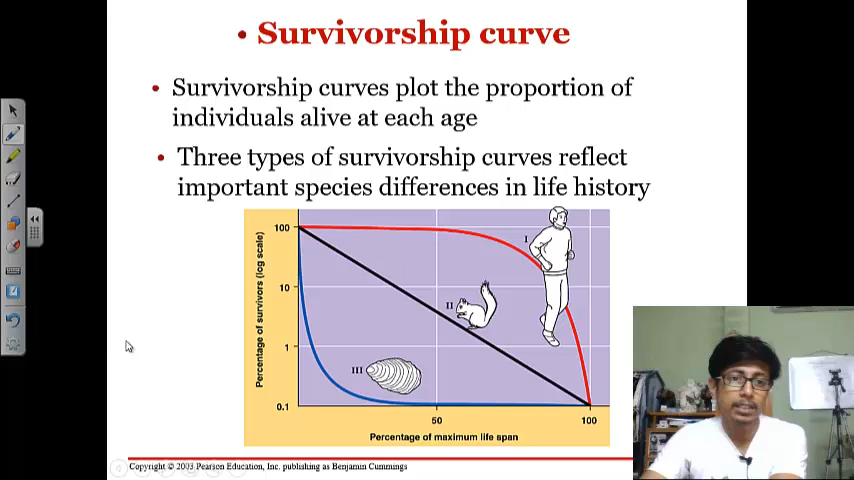 • Survivorship curve
• Survivorship curves plot the proportion of
individuals alive at each age
• Three types of survivorship curves reflect
important species differences in life history
Percentage of survivors (log scale)
100
10
1
0.1
I
II
III
50
100
Percentage of maximum life span
Copyright © 2003 Pearson Education, Inc. publishing as Benjamin Cummings